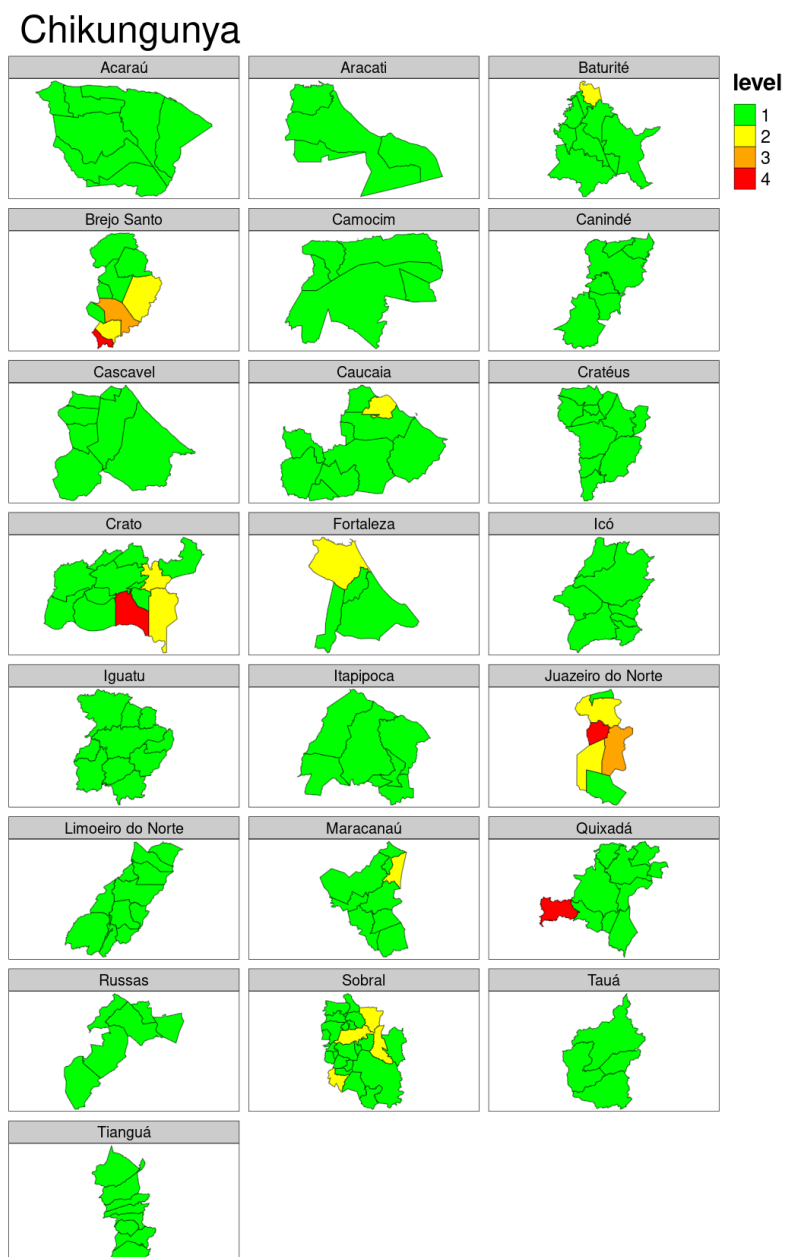 Chikungunya
Acaraú
Aracati
Baturité
level
1
2
3
4
Brejo Santo
Camocim
Canindé
Cascavel
Caucaia
Cratéus
Crato
Fortaleza
Icó
Iguatu
Itapipoca
Juazeiro do Norte
Limoeiro do Norte
Maracanaú
Quixadá
Russas
Sobral
Tauá
Tianguá